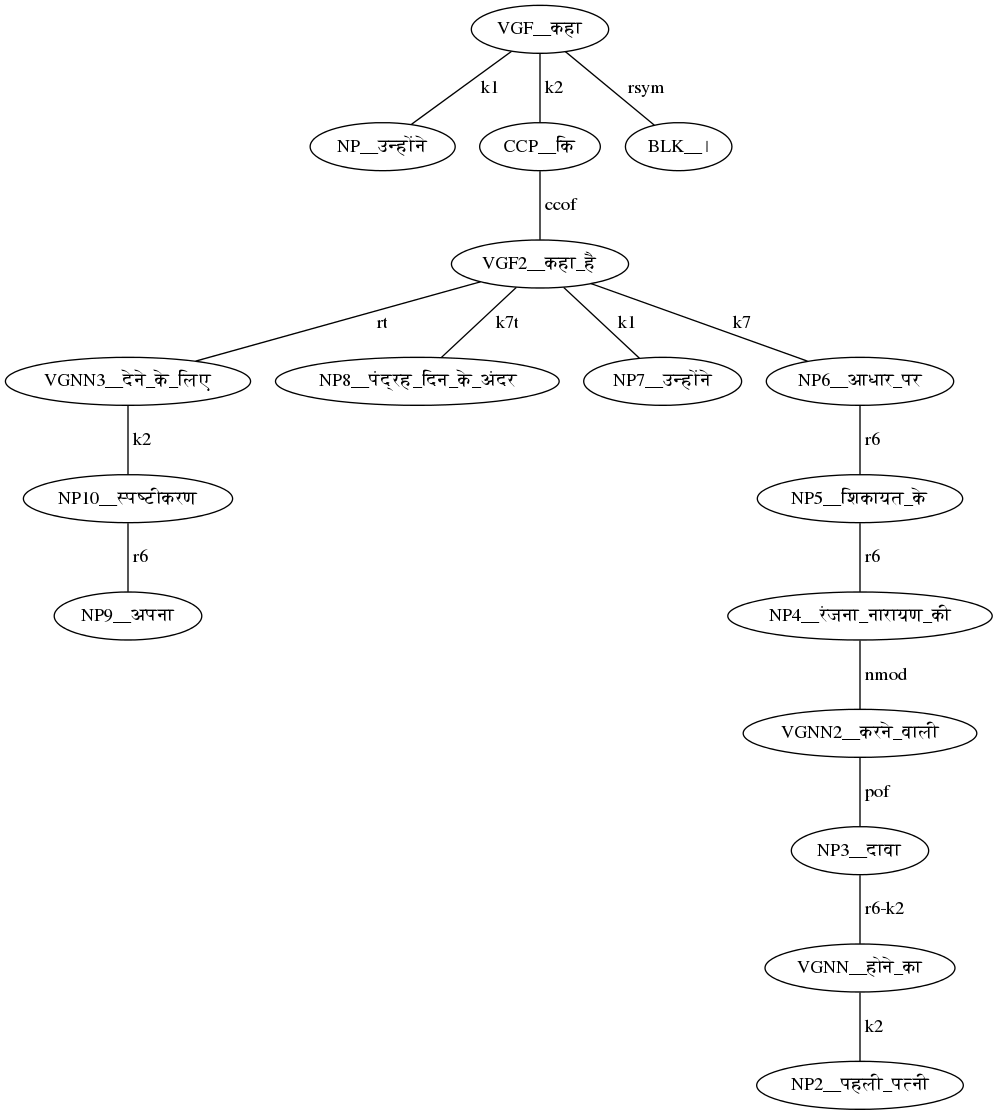 VGF__कहा
k1 k2 rsym
NP__उन्होंने CCP__कि BLK__।
ccof
VGF2__कहा_है
rt k7t k1 k7
VGNN3__देने_के_लिए NP8__पंद्रह_दिन_के_अंदर NP7__उन्होंने NP6__आधार_पर
k2 r6
NP10__स्पष्टीकरण NP5__शिकायत_के
r6 r6
NP9__अपना NP4__रंजना_नारायण_की
nmod
VGNN2__करने_वाली
pof
NP3__दावा
r6-k2
VGNN__होने_का
k2
NP2__पहली_पत्नी